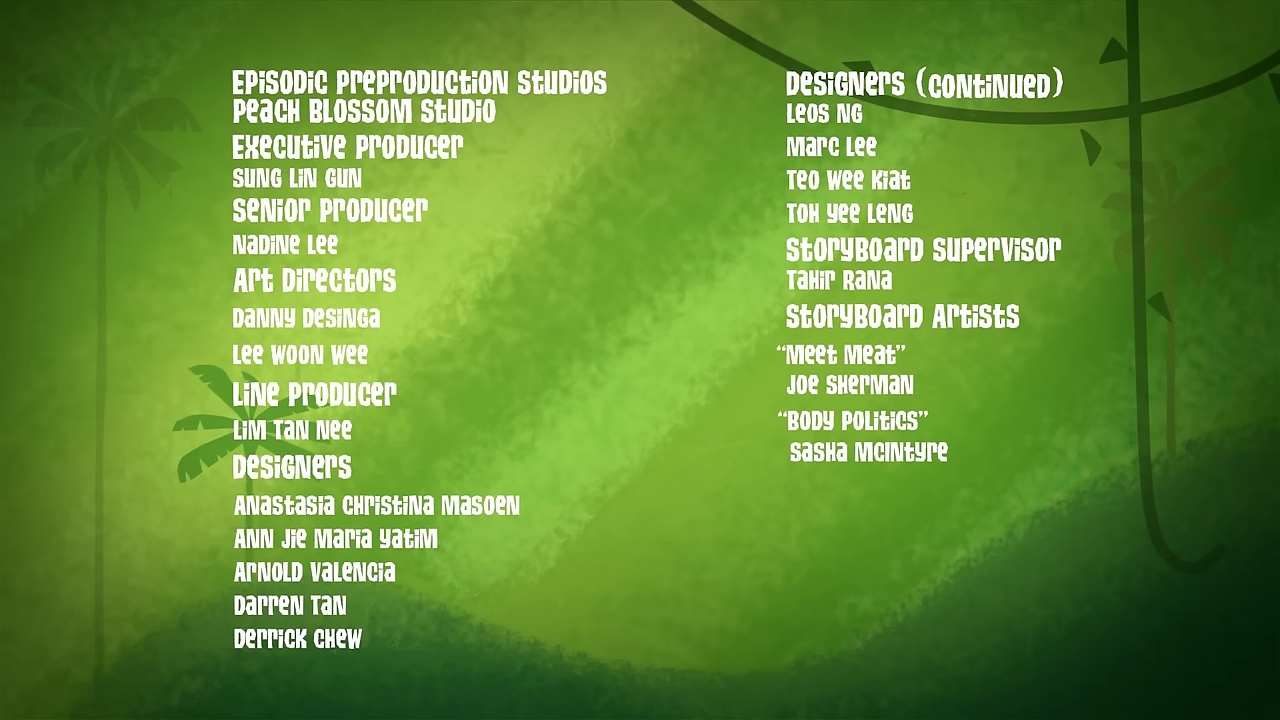 Episodic Preproduction Studios
Peach Blossom Studio
Executive Producer
Sung Lin Gun
Senior Producer
Nadine Lee
Art Directors
Danny Desinga
Lee Woon Wee
Line Producer
Lim Tan Nee
Designers
Anastasia Christina Masoen
Ann Jie Maria Yatim
Arnold Valencia
Darren Tan
Derrick Chew
Designers (continued)
Leos Ng
Marc Lee
Teo Wee Kiat
Toh Yee Leng
Storyboard Supervisor
Tahir Rana
Storyboard Artists
“Meet Meat”
Joe Sherman
“Body Politics”
Sasha McIntyre